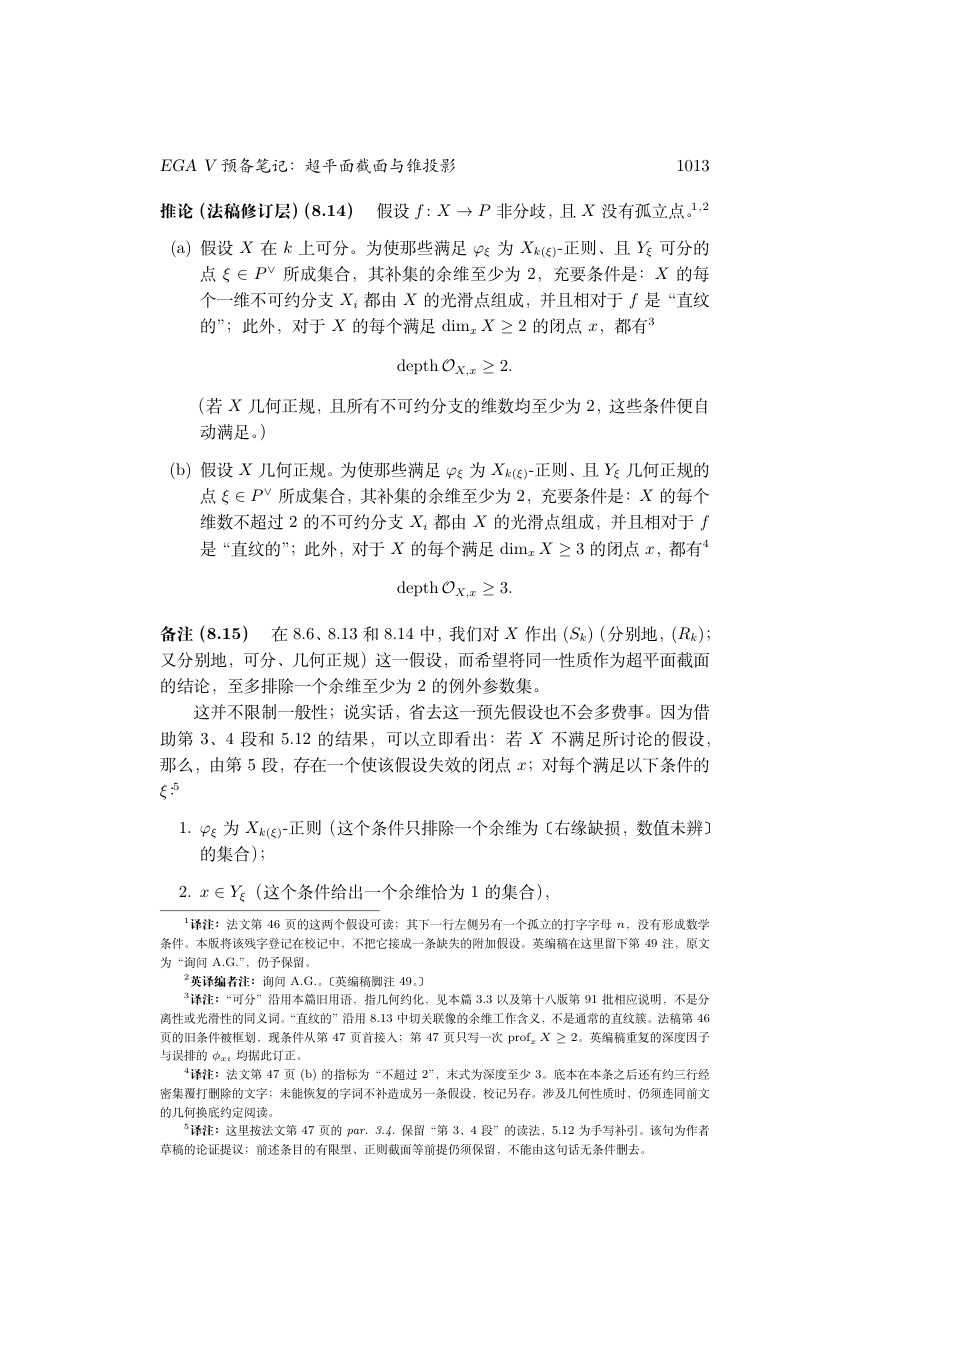 EGA V 预备笔记：超平面截面与锥投影 1013
推论 (法稿修订层) (8.14) 假设 f : X → P 非分歧，且 X 没有孤立点。¹,²
(a) 假设 X 在 k 上可分。为使那些满足 φ_ξ 为 X_{k(ξ)}-正则、且 Y_ξ 可分的
点 ξ ∈ P^∨ 所成集合，其补集的余维至少为 2，充要条件是：X 的每
个一维不可约分支 X_i 都由 X 的光滑点组成，并且相对于 f 是 “直纹
的”；此外，对于 X 的每个满足 dim_x X ≥ 2 的闭点 x，都有³
depth 𝒪_{X,x} ≥ 2.
（若 X 几何正规，且所有不可约分支的维数均至少为 2，这些条件便自
动满足。）
(b) 假设 X 几何正规。为使那些满足 φ_ξ 为 X_{k(ξ)}-正则、且 Y_ξ 几何正规的
点 ξ ∈ P^∨ 所成集合，其补集的余维至少为 2，充要条件是：X 的每个
维数不超过 2 的不可约分支 X_i 都由 X 的光滑点组成，并且相对于 f
是 “直纹的”；此外，对于 X 的每个满足 dim_x X ≥ 3 的闭点 x，都有⁴
depth 𝒪_{X,x} ≥ 3.
备注 (8.15) 在 8.6、8.13 和 8.14 中，我们对 X 作出 (S_k)（分别地，(R_k)；
又分别地，可分、几何正规）这一假设，而希望将同一性质作为超平面截面
的结论，至多排除一个余维至少为 2 的例外参数集。
这并不限制一般性；说实话，省去这一预先假设也不会多费事。因为借
助第 3、4 段和 5.12 的结果，可以立即看出：若 X 不满足所讨论的假设，
那么，由第 5 段，存在一个使该假设失效的闭点 x；对每个满足以下条件的
ξ：⁵
1. φ_ξ 为 X_{k(ξ)}-正则（这个条件只排除一个余维为〔右缘缺损，数值未辨〕
的集合）；
2. x ∈ Y_ξ（这个条件给出一个余维恰为 1 的集合），
¹译注：法文第 46 页的这两个假设可读；其下一行左侧另有一个孤立的打字字母 n，没有形成数学
条件。本版将该残字登记在校记中，不把它接成一条缺失的附加假设。英编稿在这里留下第 49 注，原文
为 “询问 A.G.”，仍予保留。
²英译编者注：询问 A.G.。〔英编稿脚注 49。〕
³译注：“可分” 沿用本篇旧用语，指几何约化，见本篇 3.3 以及第十八版第 91 批相应说明，不是分
离性或光滑性的同义词。“直纹的” 沿用 8.13 中切关联像的余维工作含义，不是通常的直纹簇。法稿第 46
页的旧条件被框划，现条件从第 47 页首接入；第 47 页只写一次 prof_x X ≥ 2。英编稿重复的深度因子
与误排的 ϕ_{xi} 均据此订正。
⁴译注：法文第 47 页 (b) 的指标为 “不超过 2”，末式为深度至少 3。底本在本条之后还有约三行经
密集覆打删除的文字；未能恢复的字词不补造成另一条假设，校记另存。涉及几何性质时，仍须连同前文
的几何换底约定阅读。
⁵译注：这里按法文第 47 页的 par. 3.4. 保留 “第 3、4 段” 的读法，5.12 为手写补引。该句为作者
草稿的论证提议；前述条目的有限型、正则截面等前提仍须保留，不能由这句话无条件删去。